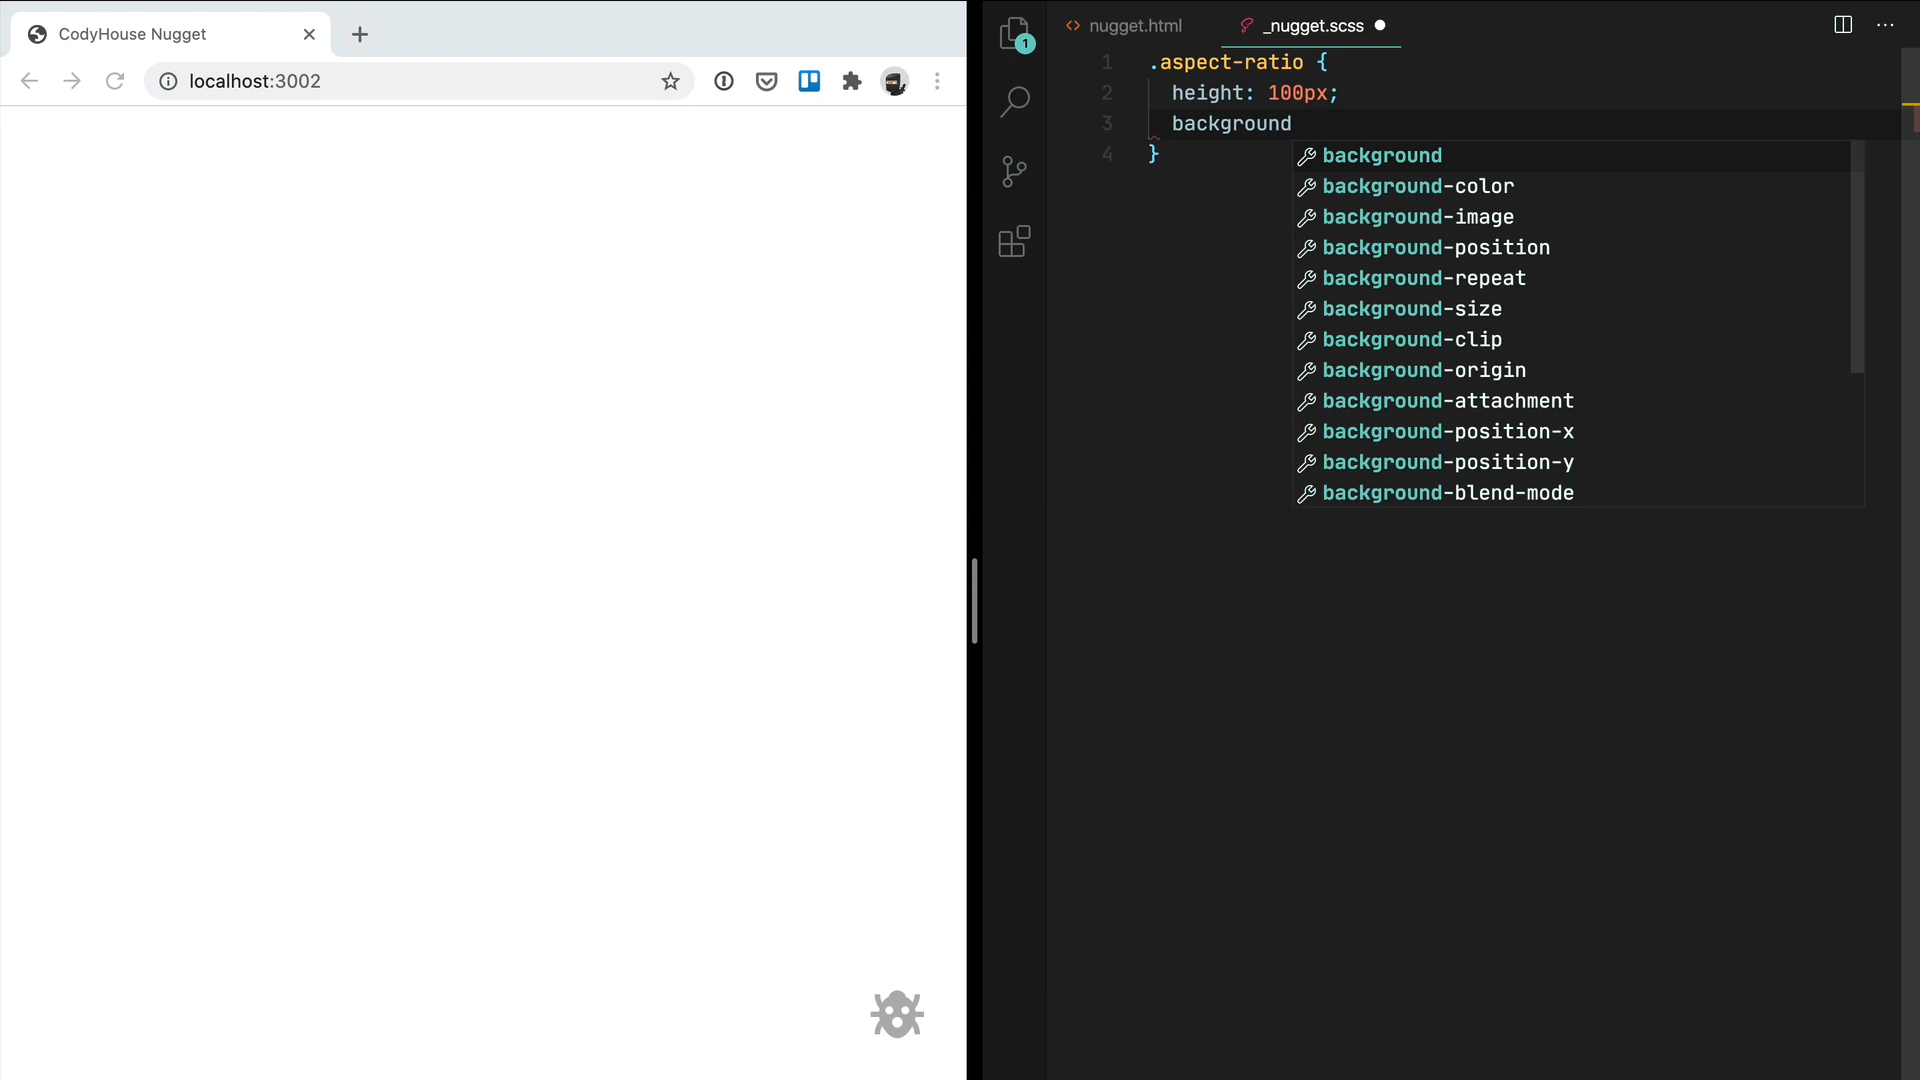 CodyHouse Nugget
localhost:3002
1
nugget.html
_nugget.scss
1 .aspect-ratio {
2 height: 100px;
3 background
4 }
background
background-color
background-image
background-position
background-repeat
background-size
background-clip
background-origin
background-attachment
background-position-x
background-position-y
background-blend-mode